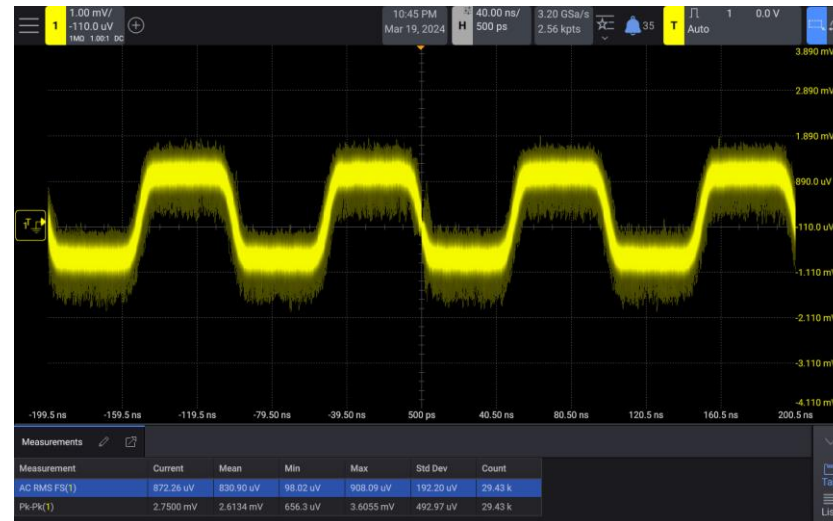 1
1.00 mV/
-110.0 uV
1MΩ 1.00:1 DC
10:45 PM
Mar 19, 2024
H
40.00 ns/
500 ps
3.20 GSa/s
2.56 kpts
35
T
Auto
1
0.0 V
3.890 mV
2.890 mV
1.890 mV
890.0 uV
-110.0 uV
-1.110 mV
-2.110 mV
-3.110 mV
-4.110 mV
T
-199.5 ns -159.5 ns -119.5 ns -79.50 ns -39.50 ns 500 ps 40.50 ns 80.50 ns 120.5 ns 160.5 ns 200.5 ns
Measurements
Measurement Current Mean Min Max Std Dev Count
AC RMS FS(1) 872.26 uV 830.90 uV 98.02 uV 908.09 uV 192.20 uV 29.43 k
Pk-Pk(1) 2.7500 mV 2.6134 mV 656.3 uV 3.6055 mV 492.97 uV 29.43 k
Ta
Lis